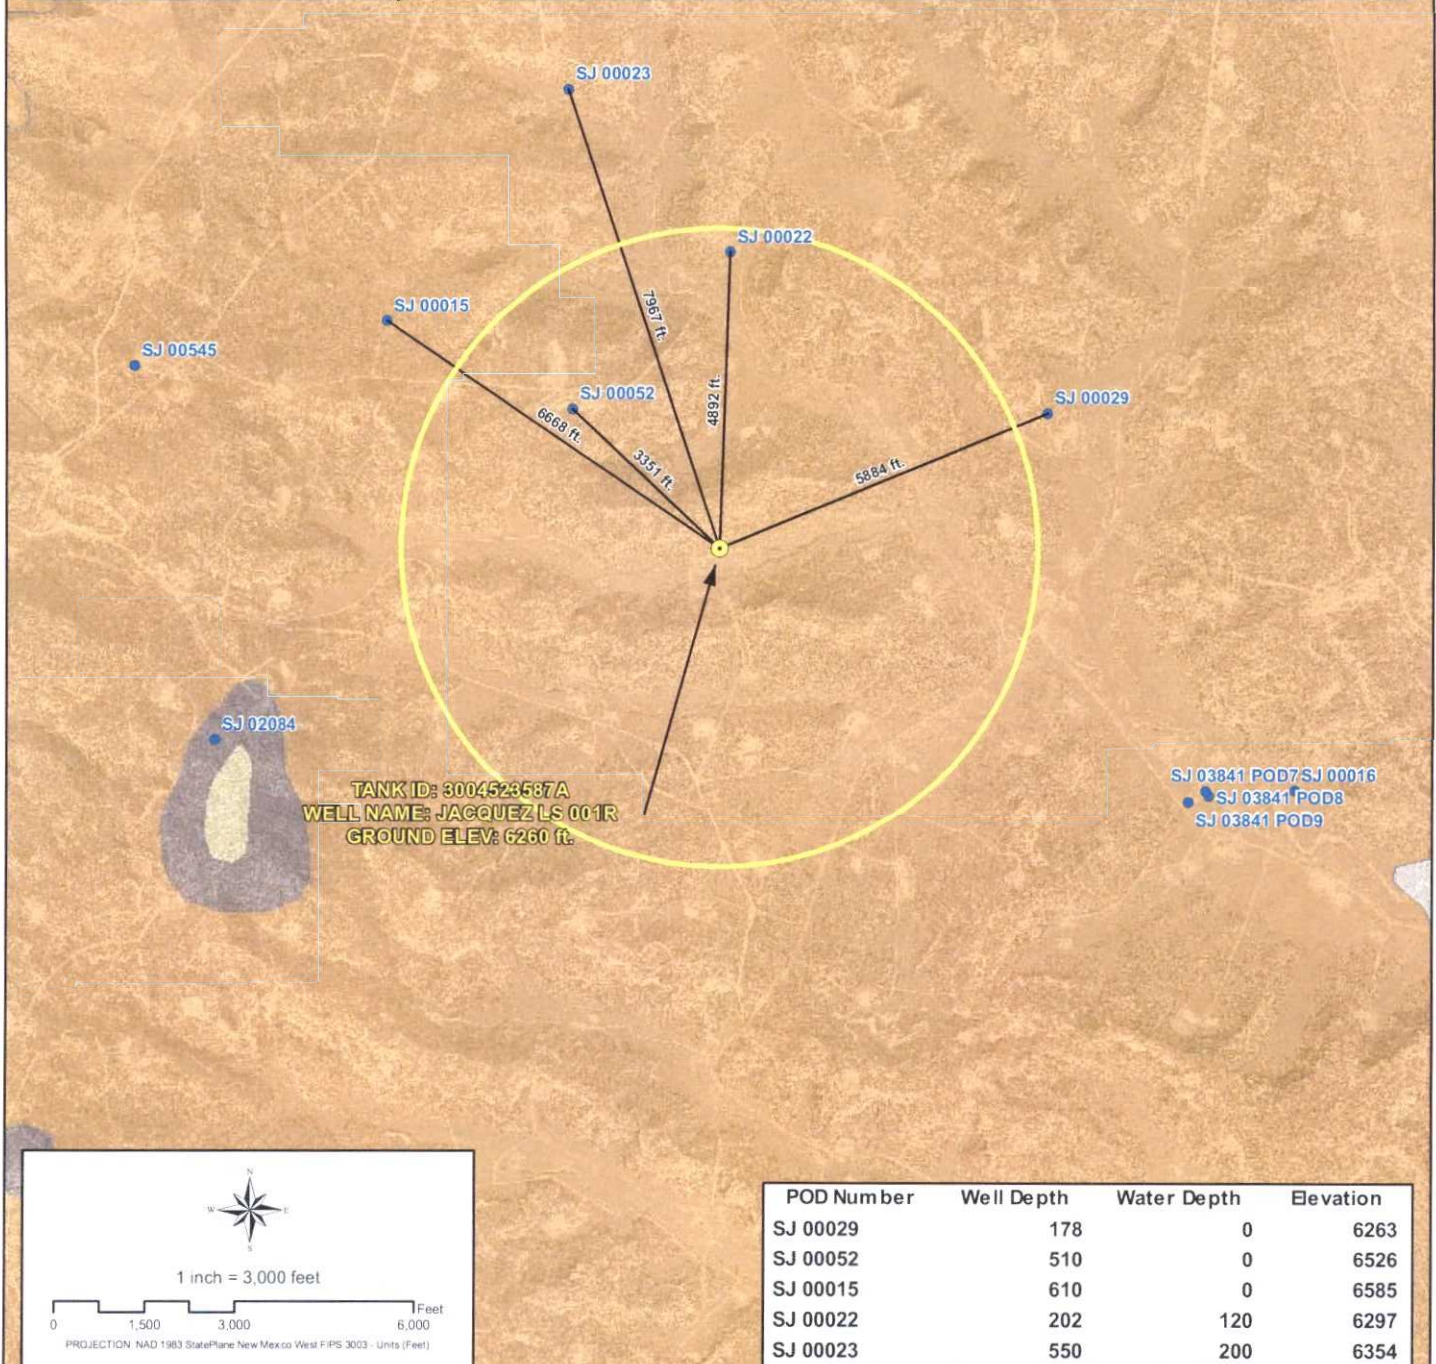 SJ 00023
SJ 00022
SJ 00015
SJ 00545
SJ 00052
SJ 00029
7967 ft.
4892 ft.
6668 ft.
3351 ft.
5884 ft.
SJ 02084
TANK ID: 3004523587A
WELL NAME: JACQUEZ LS 001R
GROUND ELEV: 6260 ft.
SJ 03841 POD7 SJ 00016
SJ 03841 POD8
SJ 03841 POD9
N
W E
S
1 inch = 3,000 feet
Feet
0 1,500 3,000 6,000
PROJECTION: NAD 1983 StatePlane New Mexico West FIPS 3003 - Units (Feet)
POD Number Well Depth Water Depth Elevation
SJ 00029 178 0 6263
SJ 00052 510 0 6526
SJ 00015 610 0 6585
SJ 00022 202 120 6297
SJ 00023 550 200 6354